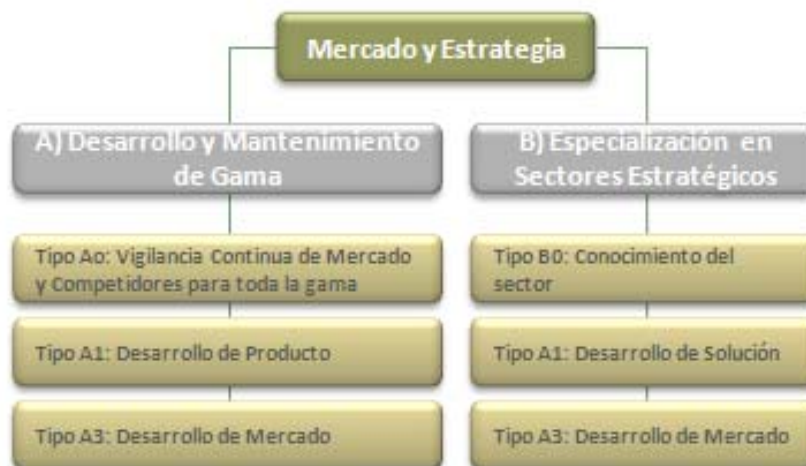 Mercado y Estrategia
A) Desarrollo y Mantenimiento
de Gama
Tipo Ao: Vigilancia Continua de Mercado
y Competidores para toda la gama
Tipo A1: Desarrollo de Producto
Tipo A3: Desarrollo de Mercado
B) Especialización en
Sectores Estratégicos
Tipo B0: Conocimiento del
sector
Tipo A1: Desarrollo de Solución
Tipo A3: Desarrollo de Mercado